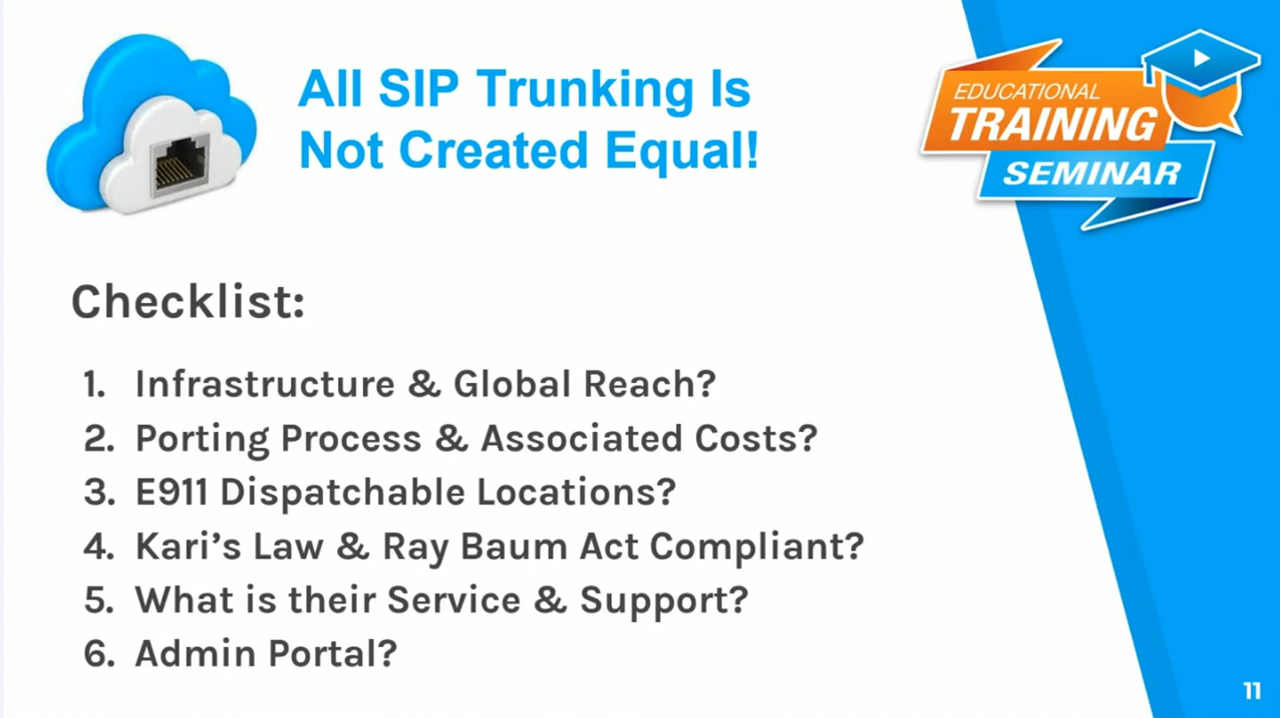 All SIP Trunking Is
Not Created Equal!
EDUCATIONAL
TRAINING
SEMINAR
Checklist:
1. Infrastructure & Global Reach?
2. Porting Process & Associated Costs?
3. E911 Dispatchable Locations?
4. Kari’s Law & Ray Baum Act Compliant?
5. What is their Service & Support?
6. Admin Portal?
11